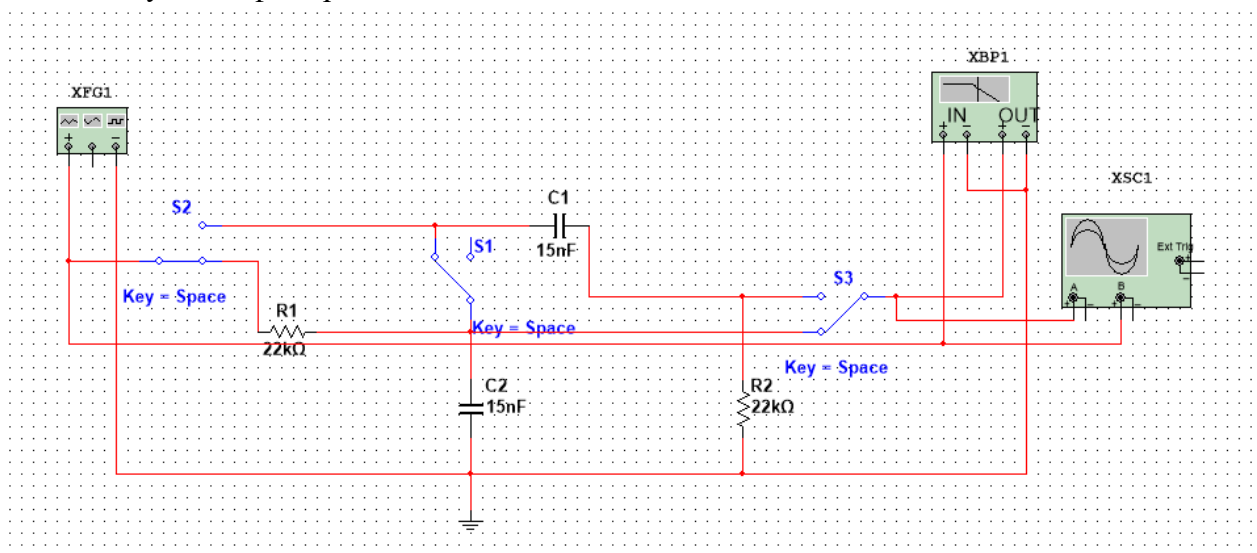 XBP1
XFG1
IN OUT
+ − + −
+ −
XSC1
S2
C1
S1
15nF
Ext Trig
+
−
S3
A B
+ − + −
Key = Space
R1
Key = Space
22kΩ
Key = Space
C2
R2
15nF
22kΩ